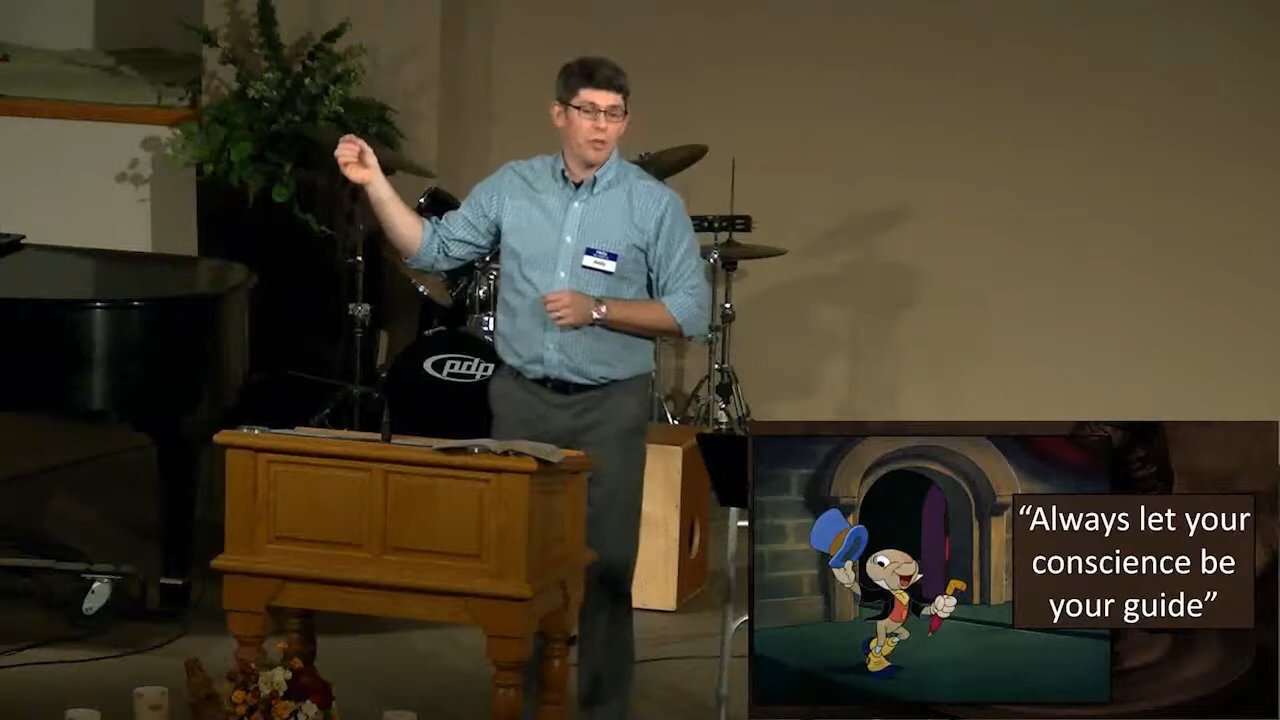 pdp
“Always let your
conscience be
your guide”